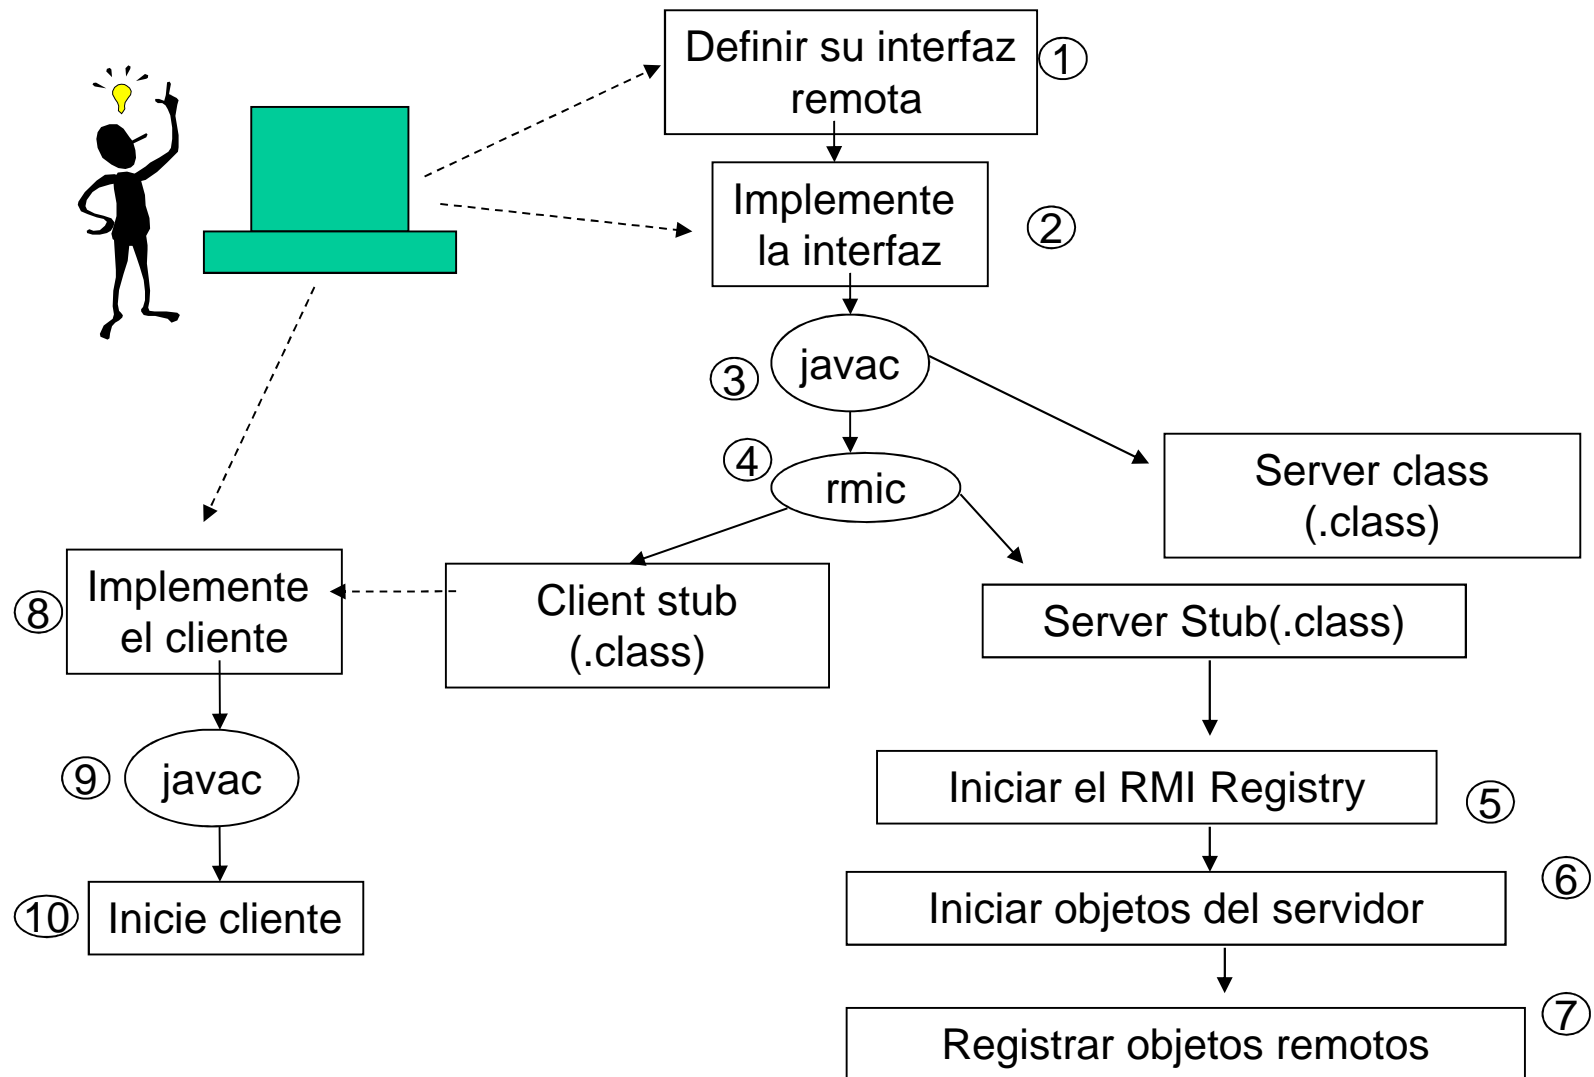 Definir su interfaz
remota
1
Implemente
la interfaz
2
javac
3
4
rmic
Server class
(.class)
Implemente
el cliente
8
Client stub
(.class)
Server Stub(.class)
9
javac
Iniciar el RMI Registry
5
6
Iniciar objetos del servidor
10
Inicie cliente
7
Registrar objetos remotos